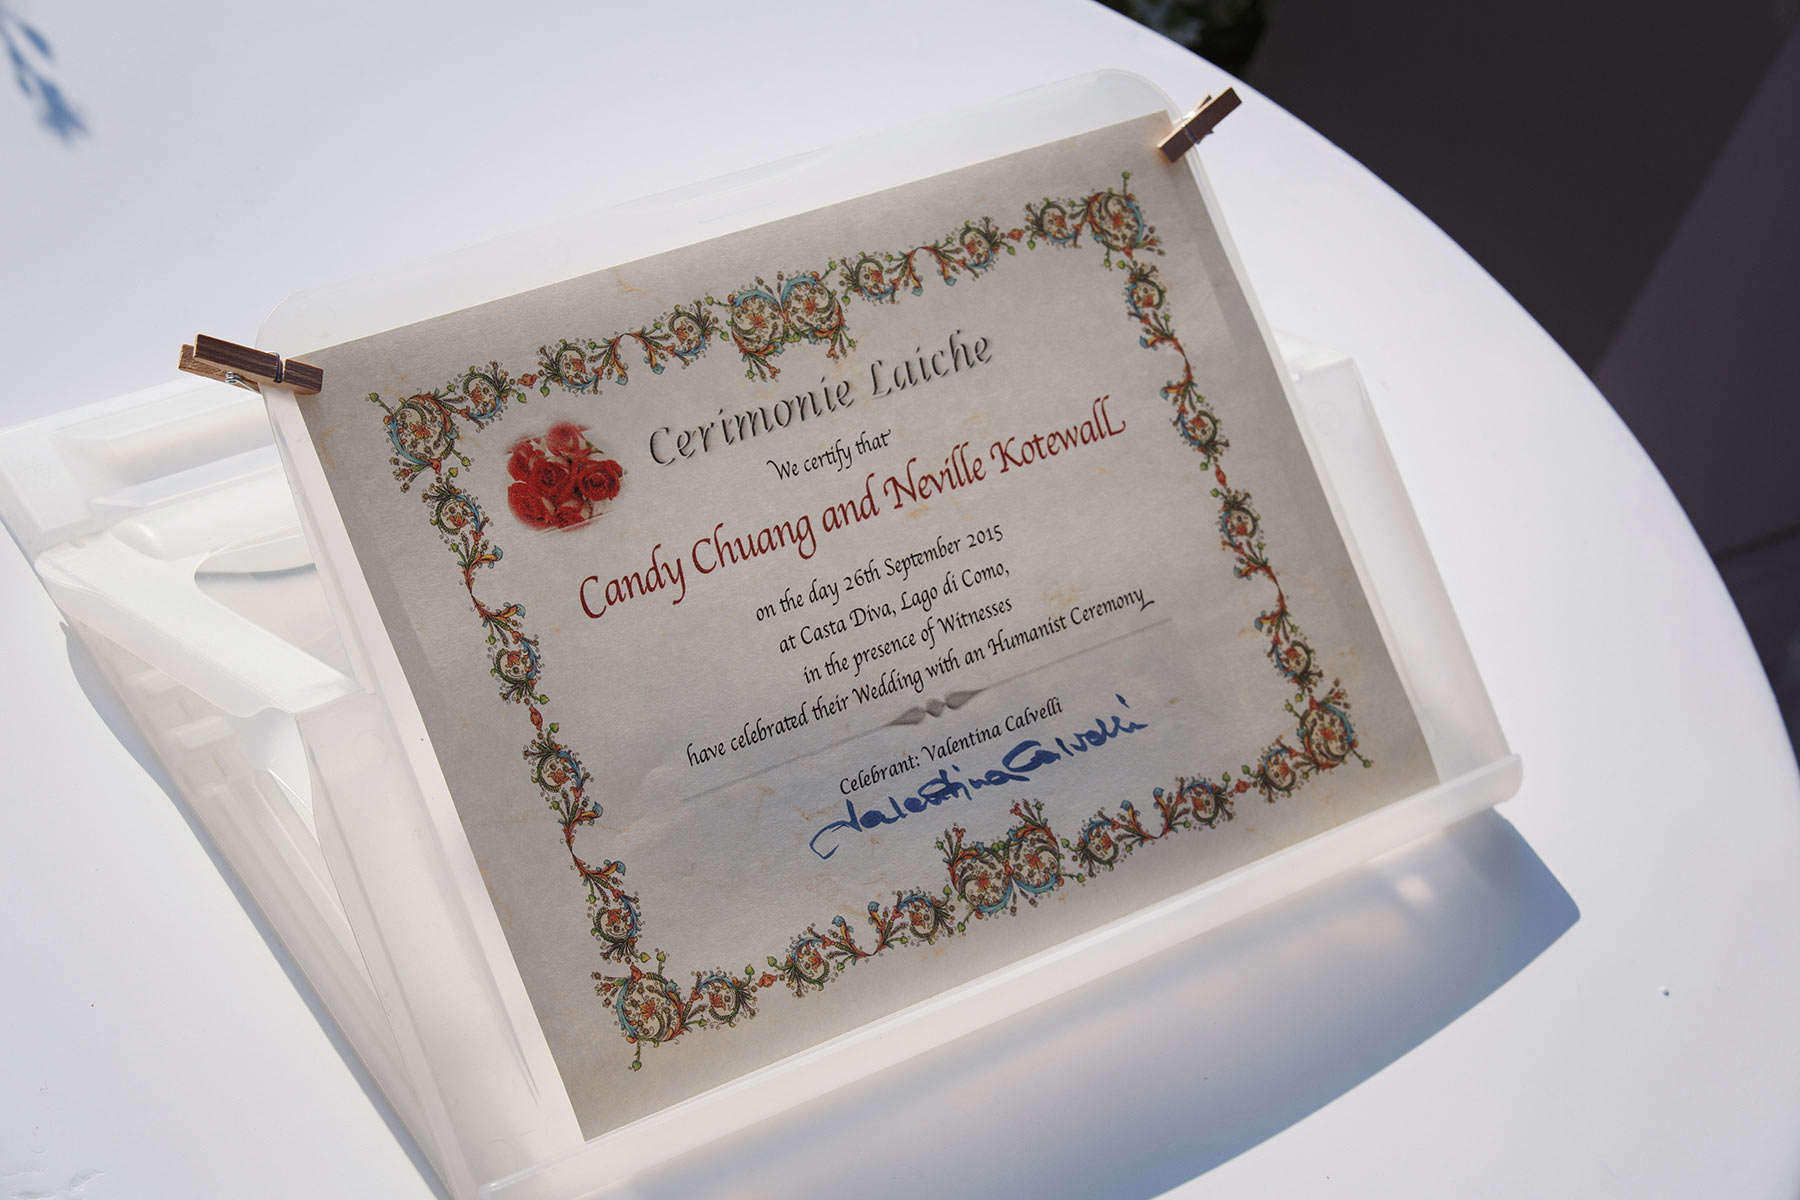 Cerimonie Laiche
We certify that
Candy Chuang and Neville Kotewall
on the day 26th September 2015
at Casta Diva, Lago di Como,
in the presence of Witnesses
have celebrated their Wedding with an Humanist Ceremony
Celebrant: Valentina Calvelli
Valentina Calvelli